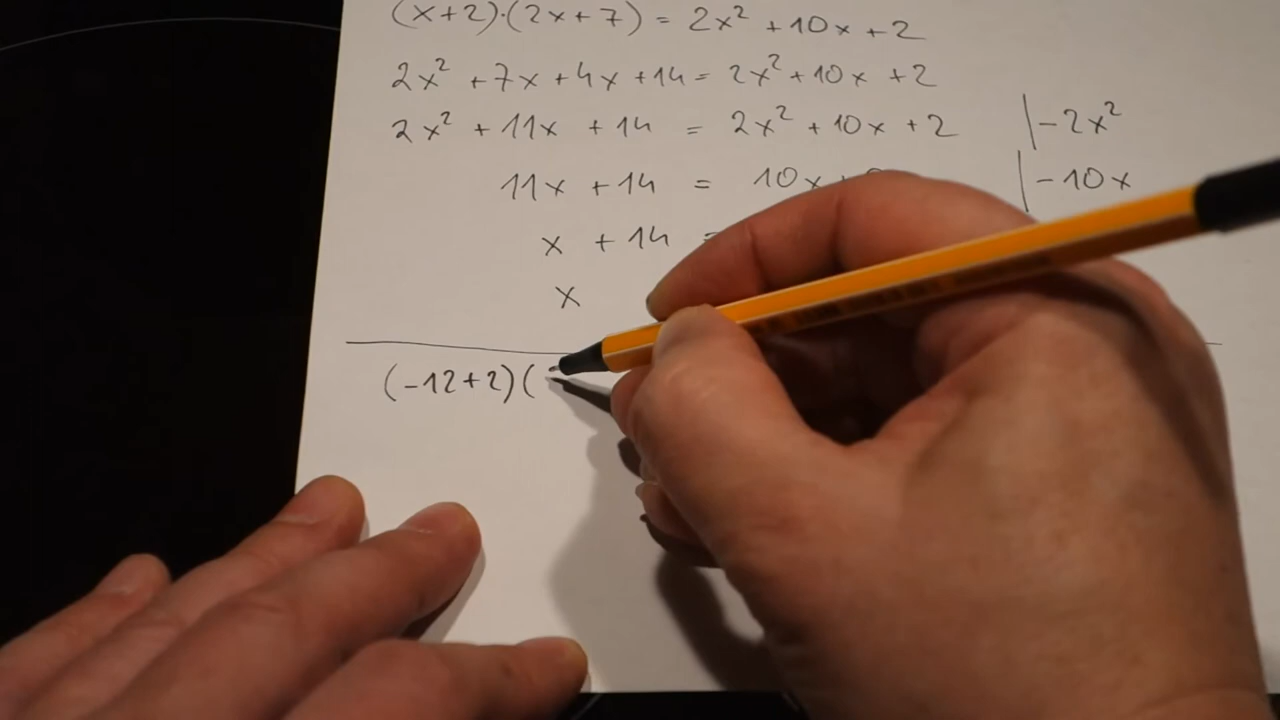 (x+2)·(2x+7) = 2x² +10x +2
2x² +7x +4x +14 = 2x² +10x +2
2x² +11x +14 = 2x² +10x +2 |-2x²
11x +14 = 10x |-10x
x +14 =
x
(-12+2)(